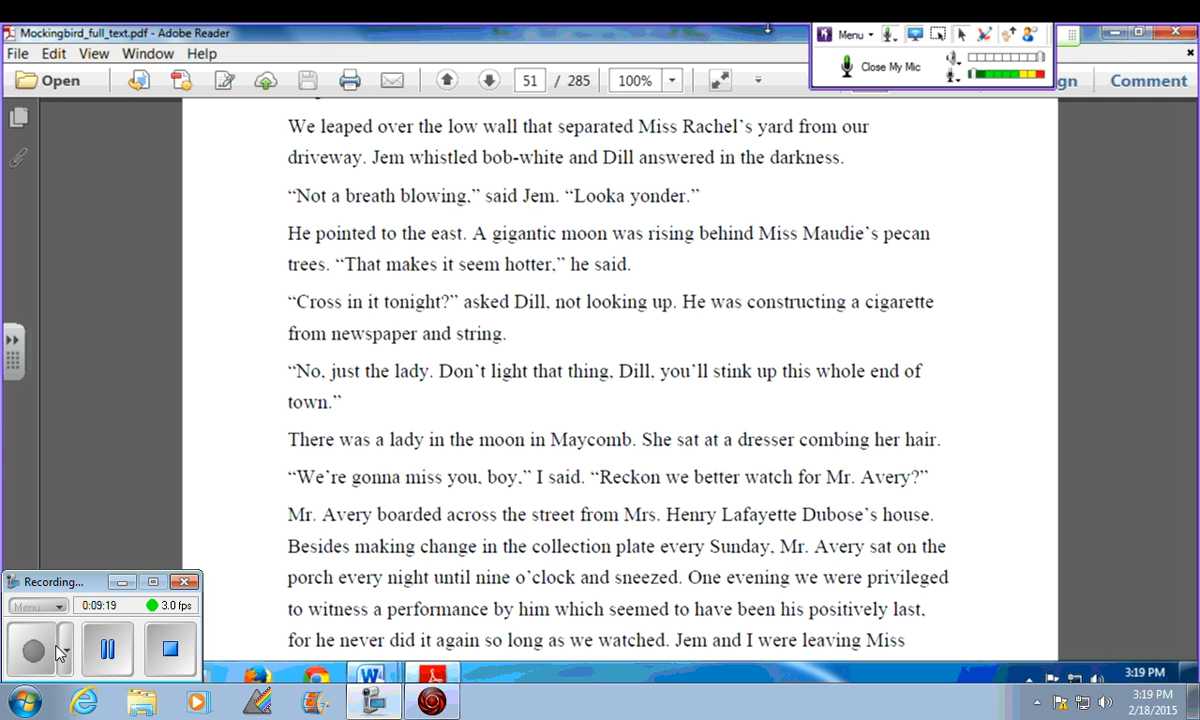 Mockingbird_full_text.pdf - Adobe Reader
Menu
File Edit View Window Help
Close My Mic
Open
51 / 285
100%
gn
Comment
We leaped over the low wall that separated Miss Rachel’s yard from our
driveway. Jem whistled bob-white and Dill answered in the darkness.
“Not a breath blowing,” said Jem. “Looka yonder.”
He pointed to the east. A gigantic moon was rising behind Miss Maudie’s pecan
trees. “That makes it seem hotter,” he said.
“Cross in it tonight?” asked Dill, not looking up. He was constructing a cigarette
from newspaper and string.
“No, just the lady. Don’t light that thing, Dill, you’ll stink up this whole end of
town.”
There was a lady in the moon in Maycomb. She sat at a dresser combing her hair.
“We’re gonna miss you, boy,” I said. “Reckon we better watch for Mr. Avery?”
Mr. Avery boarded across the street from Mrs. Henry Lafayette Dubose’s house.
Besides making change in the collection plate every Sunday, Mr. Avery sat on the
porch every night until nine o’clock and sneezed. One evening we were privileged
to witness a performance by him which seemed to have been his positively last,
for he never did it again so long as we watched. Jem and I were leaving Miss
Recording...
Menu
0:09:19
3.0 fps
3:19 PM
3:19 PM
2/18/2015